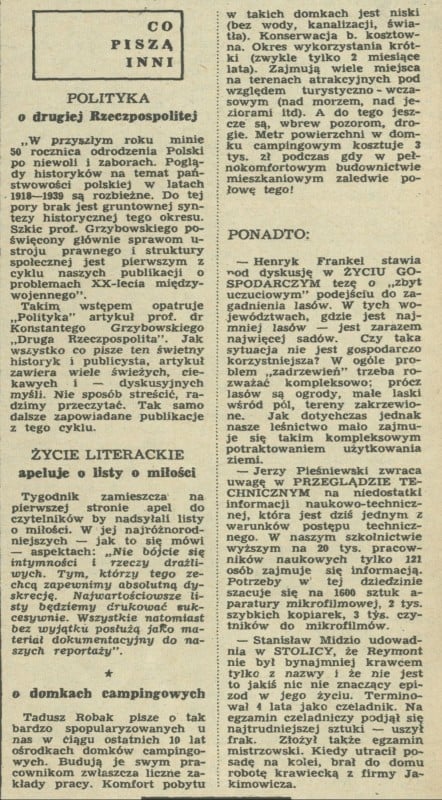 CO
PISZĄ
INNI
POLITYKA
o drugiej Rzeczpospolitej
„W przyszłym roku minie
50 rocznica odrodzenia Polski
po niewoli i zaborach. Poglą-
dy historyków na temat pań-
stwowości polskiej w latach
1918—1939 są rozbieżne. Do tej
pory brak jest gruntownej syn-
tezy historycznej tego okresu.
Szkic prof. Grzybowskiego po-
święcony głównie sprawom u-
stroju prawnego i struktury
społecznej jest pierwszym z
cyklu naszych publikacji o
problemach XX-lecia między-
wojennego”.
Takim wstępem opatruje
„Polityka” artykuł prof. dr
Konstantego Grzybowskiego
„Druga Rzeczpospolita”. Jak
wszystko co pisze ten świetny
historyk i publicysta, artykuł
zawiera wiele świeżych, cie-
kawych i — dyskusyjnych
myśli. Nie sposób streścić, ra-
dzimy przeczytać. Tak samo
dalsze zapowiadane publikacje
z tego cyklu.
ŻYCIE LITERACKIE
apeluje o listy o miłości
Tygodnik zamieszcza na
pierwszej stronie apel do
czytelników by nadsyłali listy
o miłości. W jej najróżnorod-
niejszych — jak to się mówi
— aspektach: „Nie bójcie się
intymności i rzeczy drażli-
wych. Tym, którzy tego ze-
chcą zapewnimy absolutną dy-
skrecję. Najwartościowsze li-
sty będziemy drukować suk-
cesywnie. Wszystkie natomiast
bez wyjątku posłużą jako ma-
teriał dokumentacyjny do na-
szych reportaży”.
★
o domkach campingowych
Tadusz Robak pisze o tak
bardzo spopularyzowanych u
nas w ciągu ostatnich 10 lat
ośrodkach domków campingo-
wych. Budują je swym pra-
cownikom zwłaszcza liczne za-
kłady pracy. Komfort pobytu
w takich domkach jest niski
(bez wody, kanalizacji, świa-
tła). Konserwacja b. kosztow-
na. Okres wykorzystania krót-
ki (zwykle tylko 2 miesiące
lata). Zajmują wiele miejsca
na terenach atrakcyjnych pod
względem turystyczno-wcza-
sowym (nad morzem, nad je-
ziorami itd). A do tego jesz-
cze są, wbrew pozorom, dro-
gie. Metr powierzchni w dom-
ku campingowym kosztuje 3
tys. zł podczas gdy w peł-
nokomfortowym budownictwie
mieszkaniowym zaledwie po-
łowę tego!
PONADTO:
— Henryk Frankel stawia
pod dyskusję w ŻYCIU GO-
SPODARCZYM tezę o „zbyt
uczuciowym” podejściu do za-
gadnienia lasów. W tych wo-
jewództwach, gdzie jest naj-
mniej lasów — jest zarazem
najwięcej sadów. Czy taka
sytuacja nie jest gospodarczo
korzystniejsza? W ogóle pro-
blem „zadrzewień” trzeba ro-
zważać kompleksowo; prócz
lasów są ogrody, małe laski
wśród pól, tereny zakrzewio-
ne. Jak dotychczas jednak
nasze leśnictwo mało zajmu-
je się takim kompleksowym
potraktowaniem użytkowania
ziemi.
— Jerzy Pleśniewski zwraca
uwagę w PRZEGLĄDZIE TE-
CHNICZNYM na niedostatki
informacji naukowo-technicz-
nej, która jest dziś jednym z
warunków postępu technicz-
nego. W naszym szkolnictwie
wyższym na 20 tys. pracow-
ników naukowych tylko 121
osób zajmuje się informacją.
Potrzeby w tej dziedzinie
szacuje się na 1600 sztuk a-
paratury mikrofilmowej, 2 tys.
szybkich kopiarek, 3 tys. czy-
tników do mikrofilmów.
— Stanisław Midzio udowad-
nia w STOLICY, że Reymont
nie był bynajmniej krawcem
tylko z nazwy i że nie jest
to jakiś nic nie znaczący epi-
zod w jego życiu. Termino-
wał 4 lata jako czeladnik. Na
egzamin czeladniczy podjął się
najtrudniejszej sztuki — uszył
frak. Złożył także egzamin
mistrzowski. Kiedy utracił po-
sadę na kolei, brał do domu
robotę krawiecką z firmy Ja-
kimowicza.